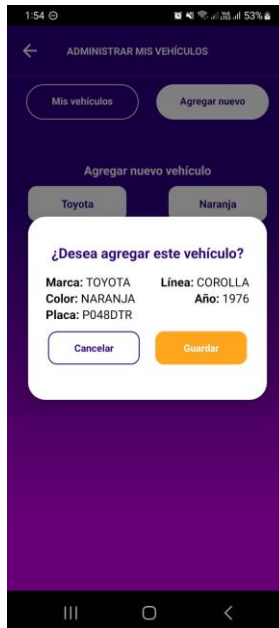 1:54 53%
ADMINISTRAR MIS VEHÍCULOS
Mis vehículos Agregar nuevo
Agregar nuevo vehículo
Toyota Naranja
¿Desea agregar este vehículo?
Marca: TOYOTA Línea: COROLLA
Color: NARANJA Año: 1976
Placa: P048DTR
Cancelar Guardar